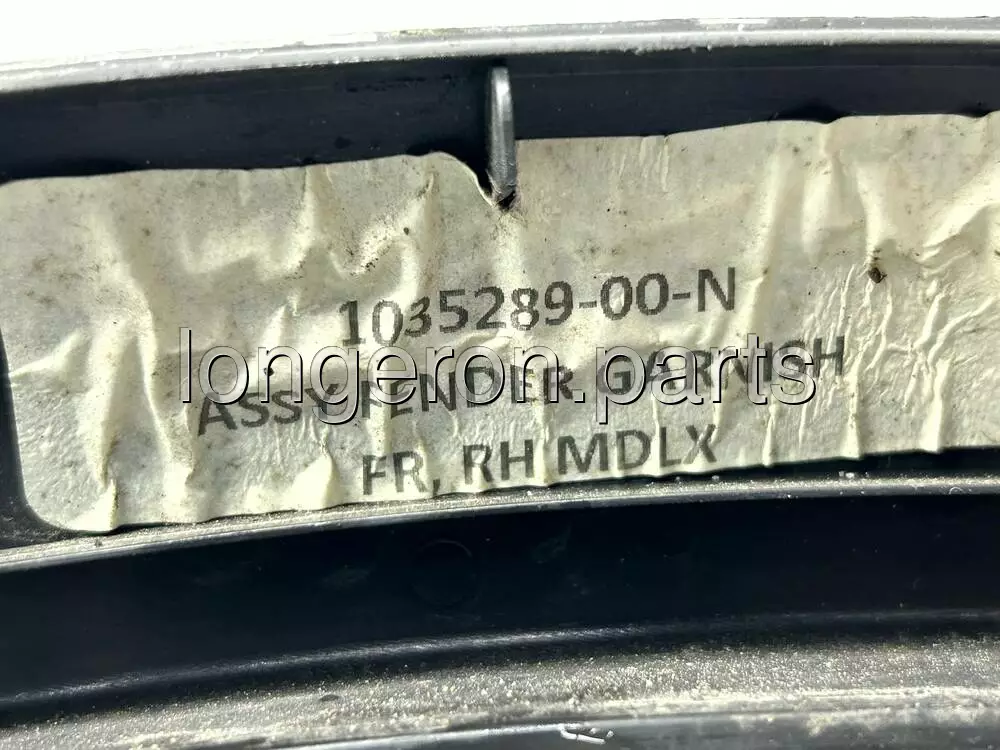 1035289-00-N
longeron.parts
ASSY FENDER GARNISH
FR, RH MDLX